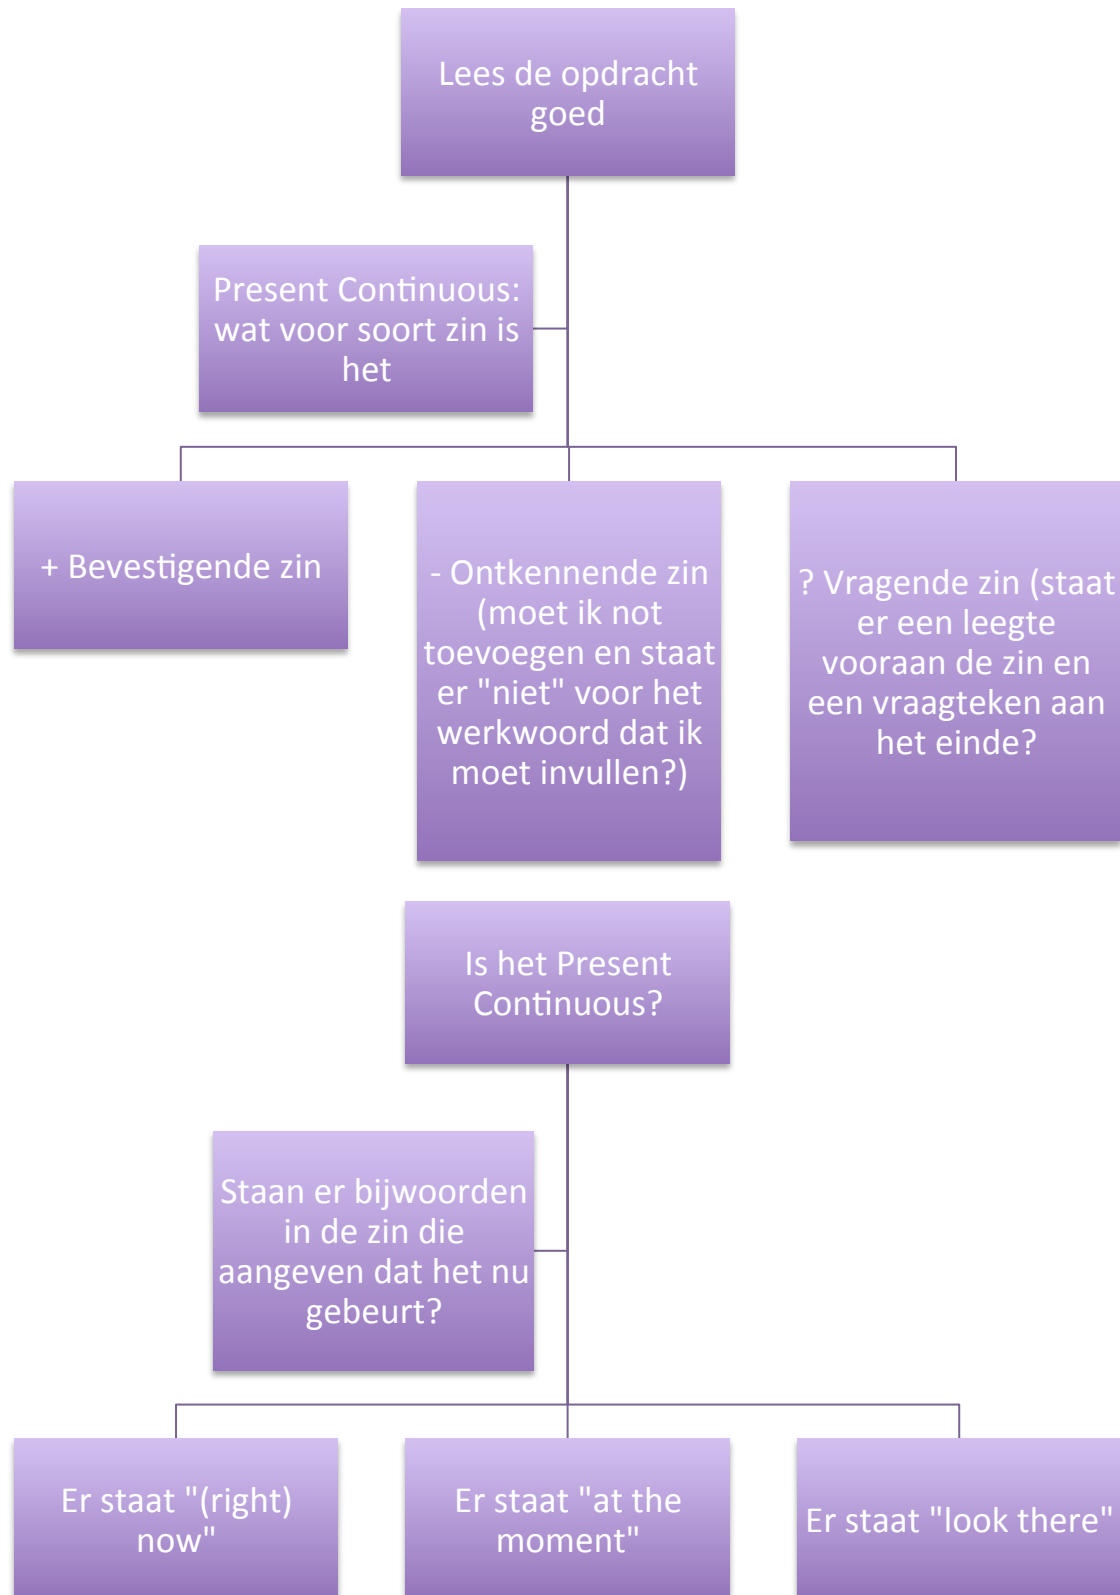 Lees de opdracht
goed
Present Continuous:
wat voor soort zin is
het
+ Bevestigende zin
- Ontkennende zin
(moet ik not
toevoegen en staat
er "niet" voor het
werkwoord dat ik
moet invullen?)
? Vragende zin (staat
er een leegte
vooraan de zin en
een vraagteken aan
het einde?
Is het Present
Continuous?
Staan er bijwoorden
in de zin die
aangeven dat het nu
gebeurt?
Er staat "(right)
now"
Er staat "at the
moment"
Er staat "look there"